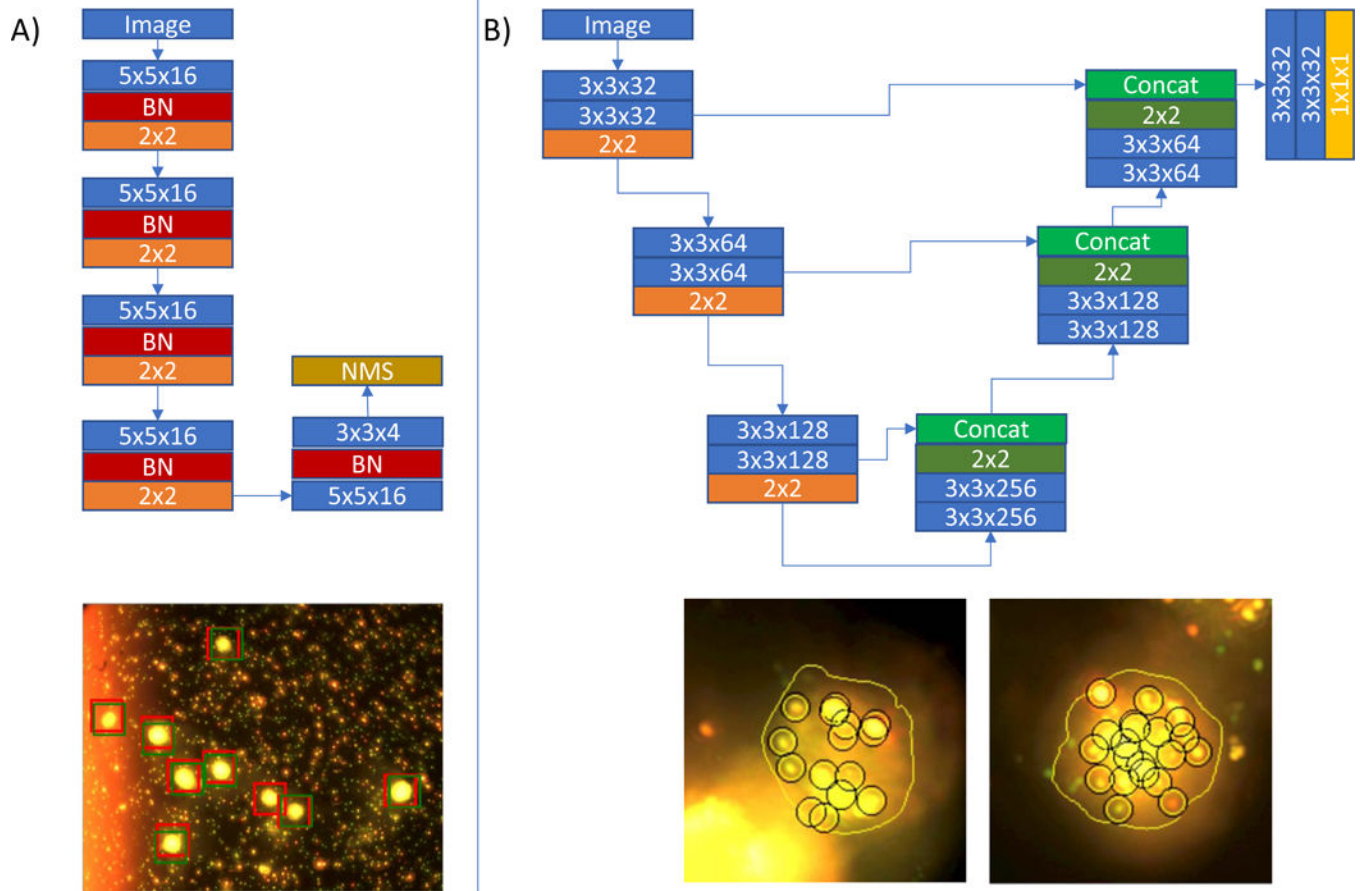 A)
Image
5x5x16
BN
2x2
5x5x16
BN
2x2
5x5x16
BN
2x2
5x5x16
BN
2x2
NMS
3x3x4
BN
5x5x16
B)
Image
3x3x32
3x3x32
2x2
3x3x64
3x3x64
2x2
3x3x128
3x3x128
2x2
Concat
2x2
3x3x256
3x3x256
Concat
2x2
3x3x128
3x3x128
Concat
2x2
3x3x64
3x3x64
3x3x32
3x3x32
1x1x1